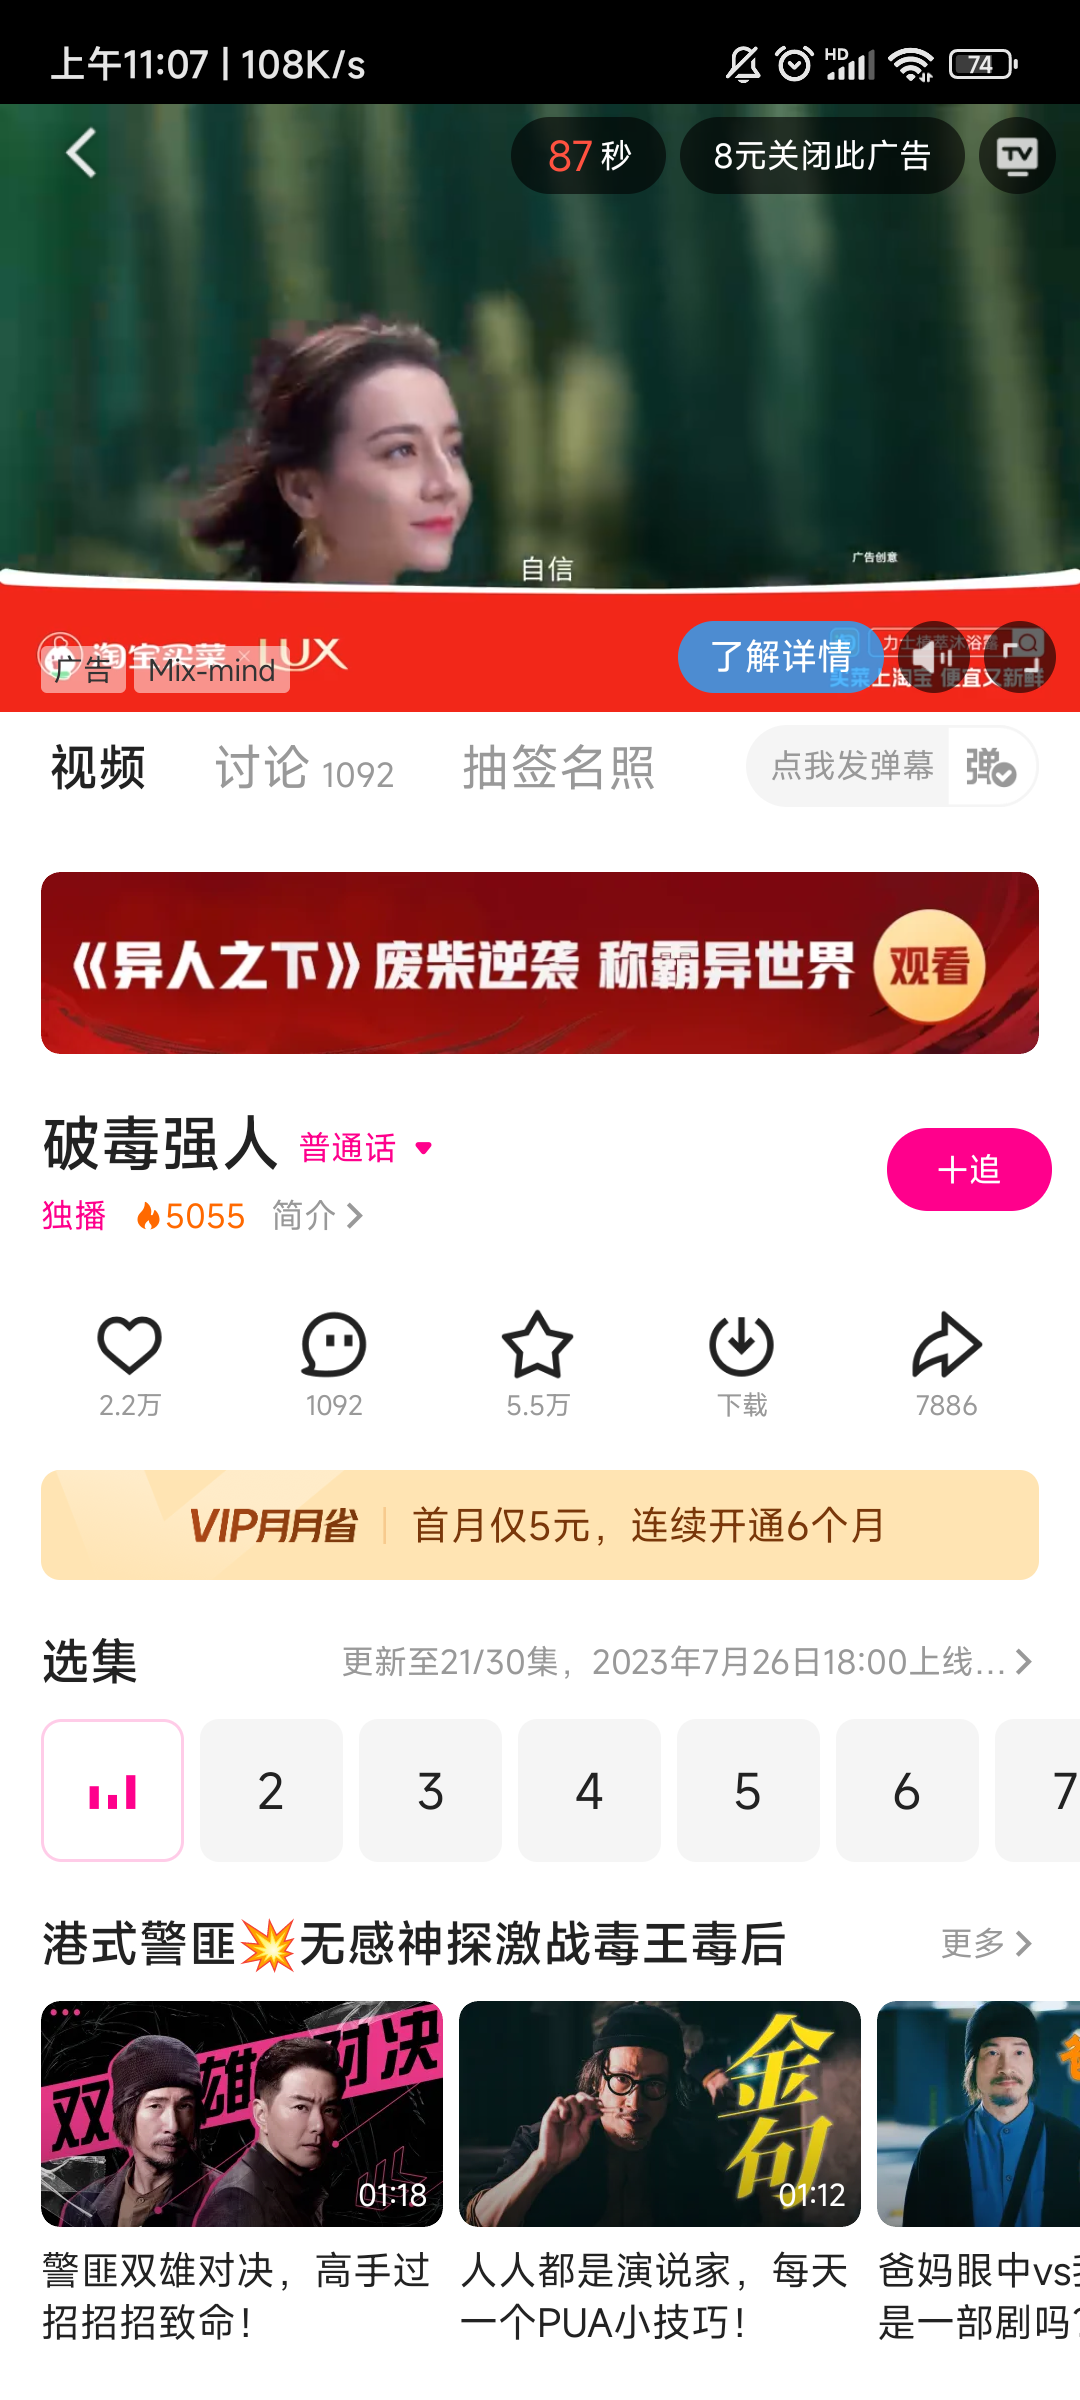 上午11:07 | 108K/s
HD
74
87 秒
8元关闭此广告
TV
自信
广告创意
淘宝买菜 × LUX
广告
Mix-mind
了解详情
力士植萃沐浴露
买菜上淘宝 便宜又新鲜
视频
讨论 1092
抽签名照
点我发弹幕
弹
《异人之下》废柴逆袭 称霸异世界
观看
破毒强人 普通话
十追
独播 5055 简介
2.2万
1092
5.5万
下载
7886
VIP月月省 首月仅5元，连续开通6个月
选集
更新至21/30集，2023年7月26日18:00上线...
2
3
4
5
6
7
港式警匪💥无感神探激战毒王毒后
更多
双雄对决
01:18
金句
01:12
警匪双雄对决，高手过
招招招致命！
人人都是演说家，每天
一个PUA小技巧！
爸妈眼中vs
是一部剧吗？